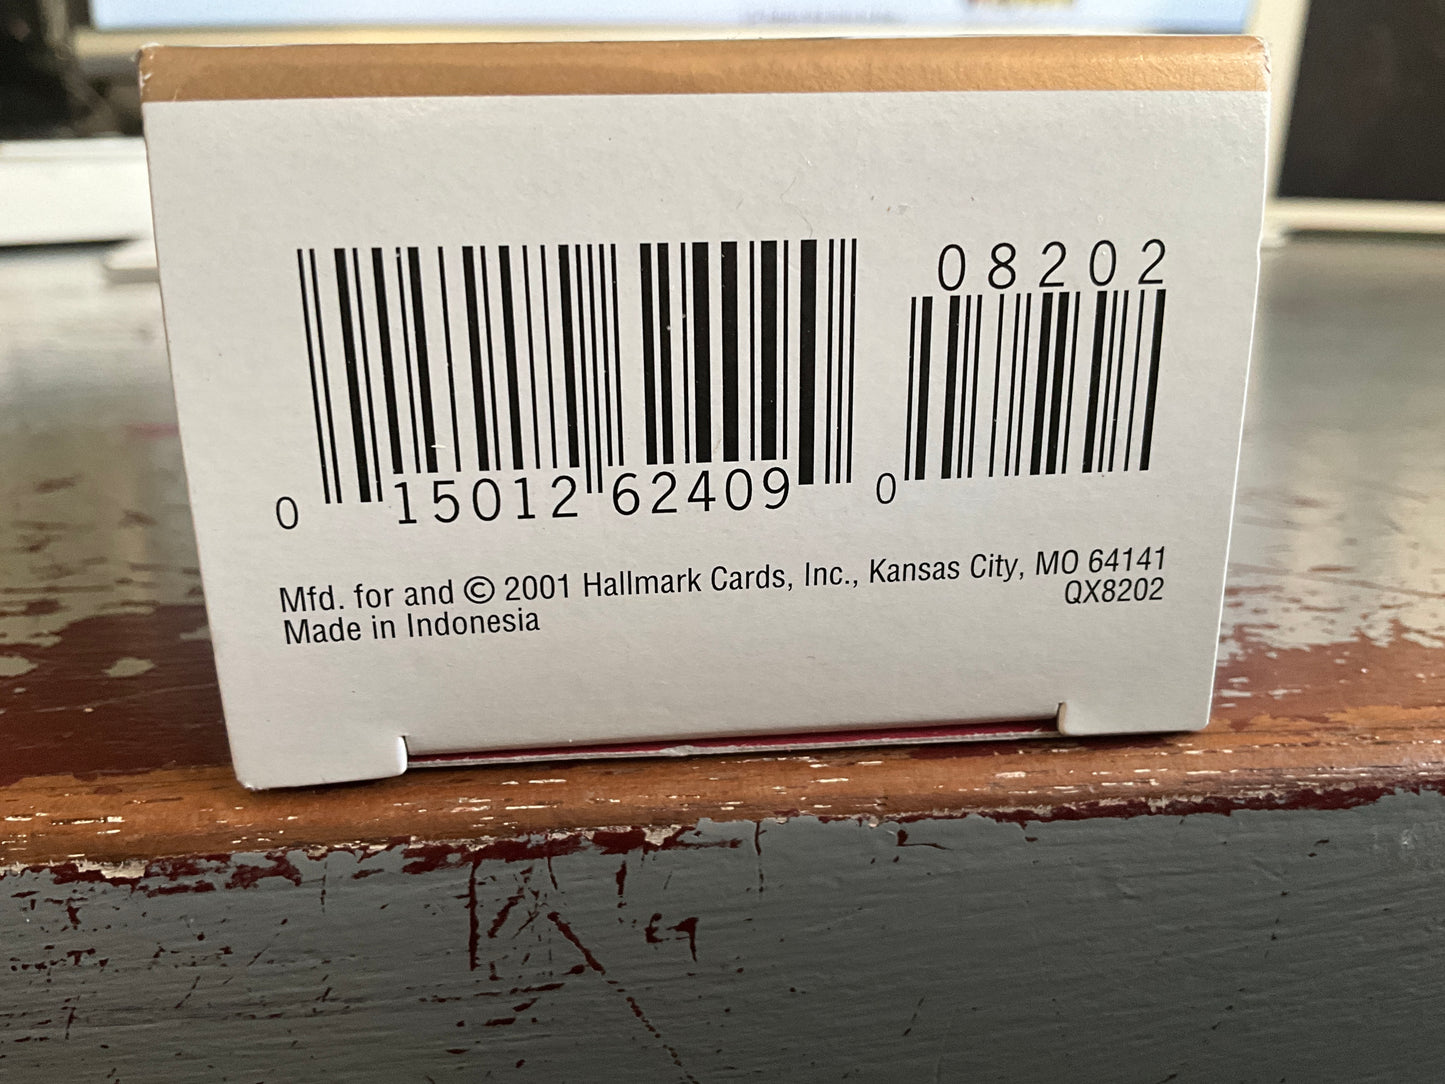 08202
0 15012 62409 0
Mfd. for and © 2001 Hallmark Cards, Inc., Kansas City, MO 64141
QX8202
Made in Indonesia